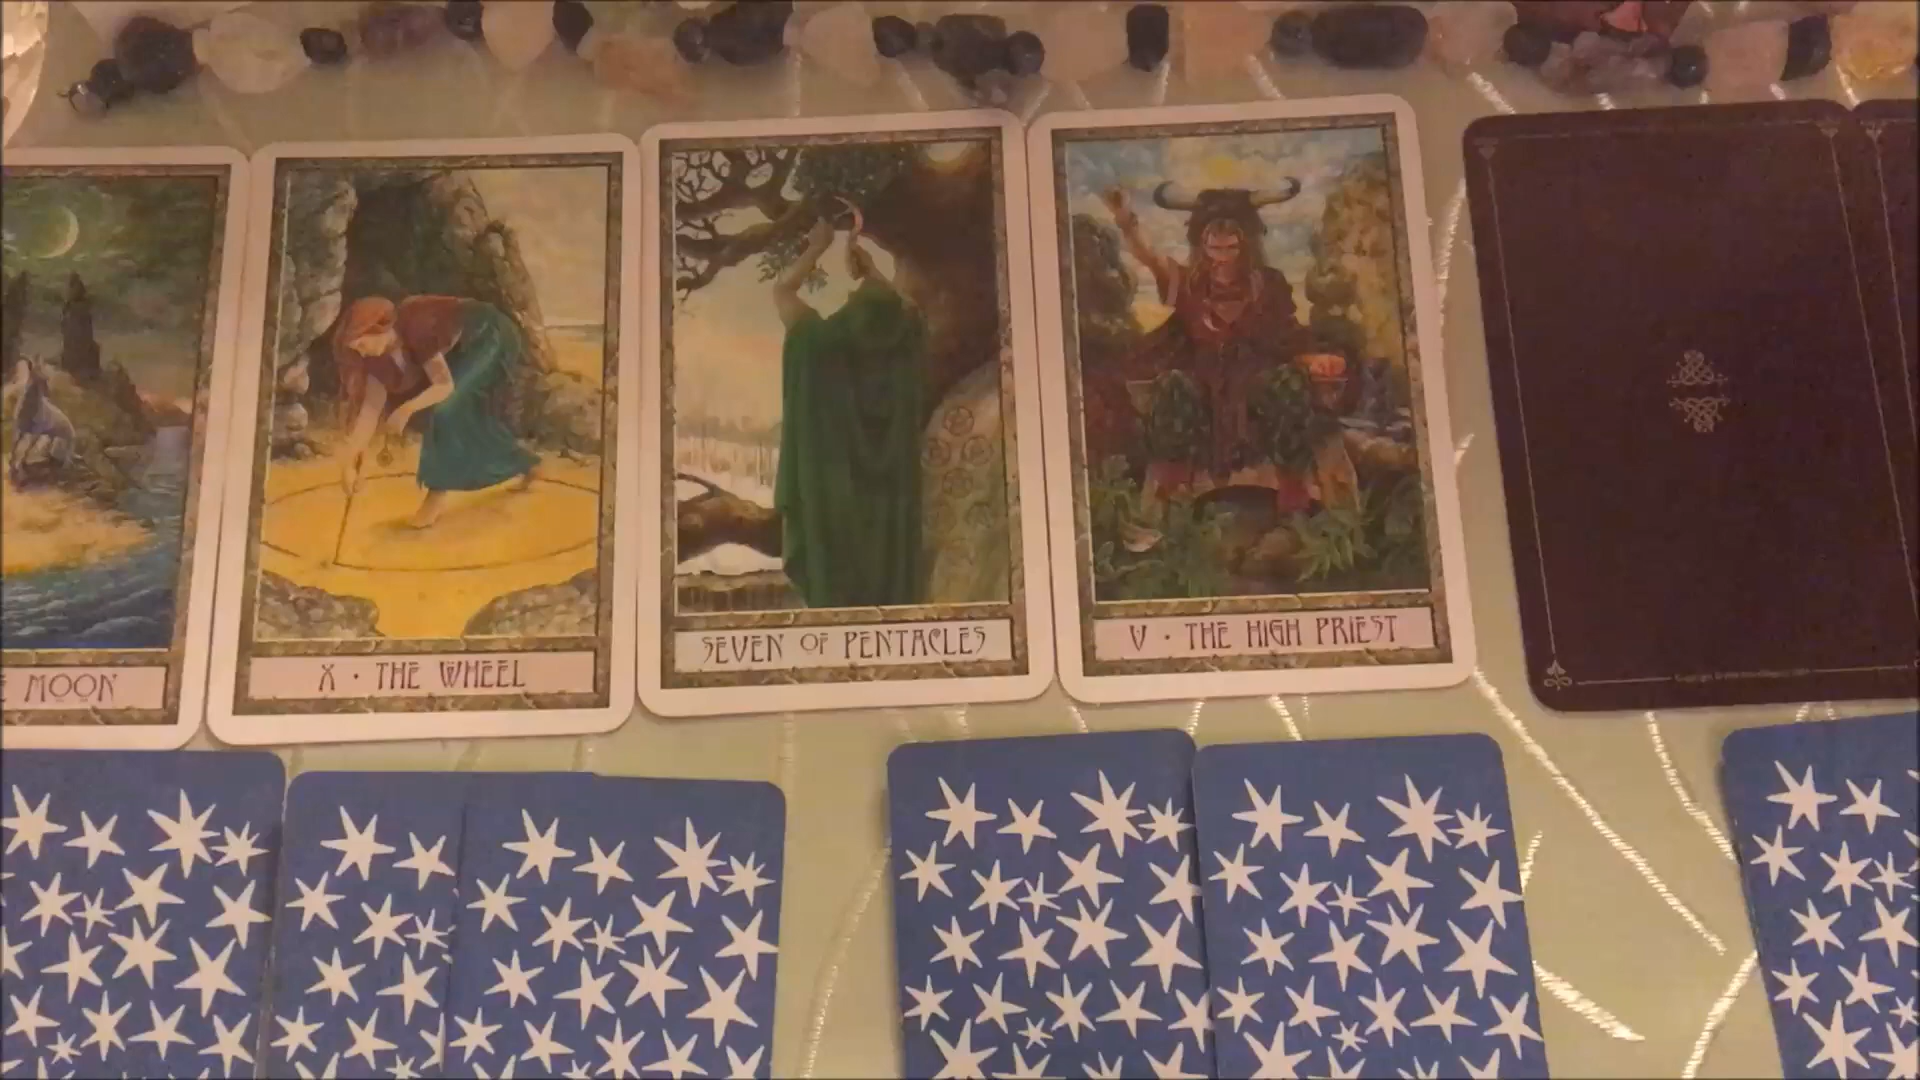 E MOON
X · THE WHEEL
SEVEN OF PENTACLES
V · THE HIGH PRIEST